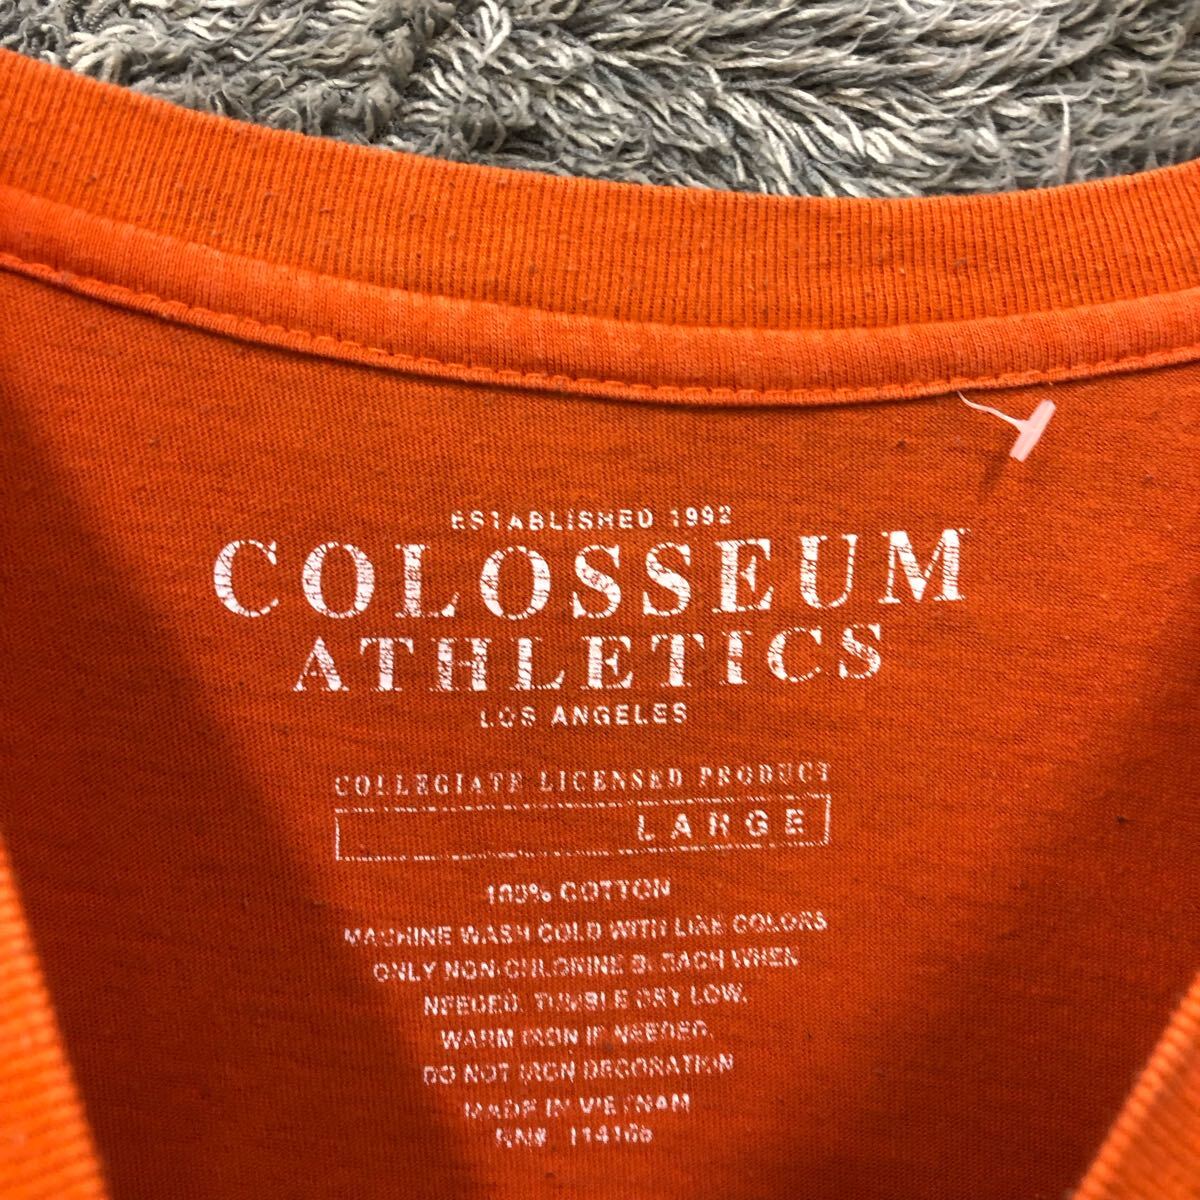 ESTABLISHED 1992
COLOSSEUM
ATHLETICS
LOS ANGELES
COLLEGIATE LICENSED PRODUCT
LARGE
100% COTTON
MACHINE WASH COLD WITH LIKE COLORS
ONLY NON-CHLORINE BLEACH WHEN
NEEDED. TUMBLE DRY LOW.
WARM IRON IF NEEDED.
DO NOT IRON DECORATION
MADE IN VIETNAM
RN#